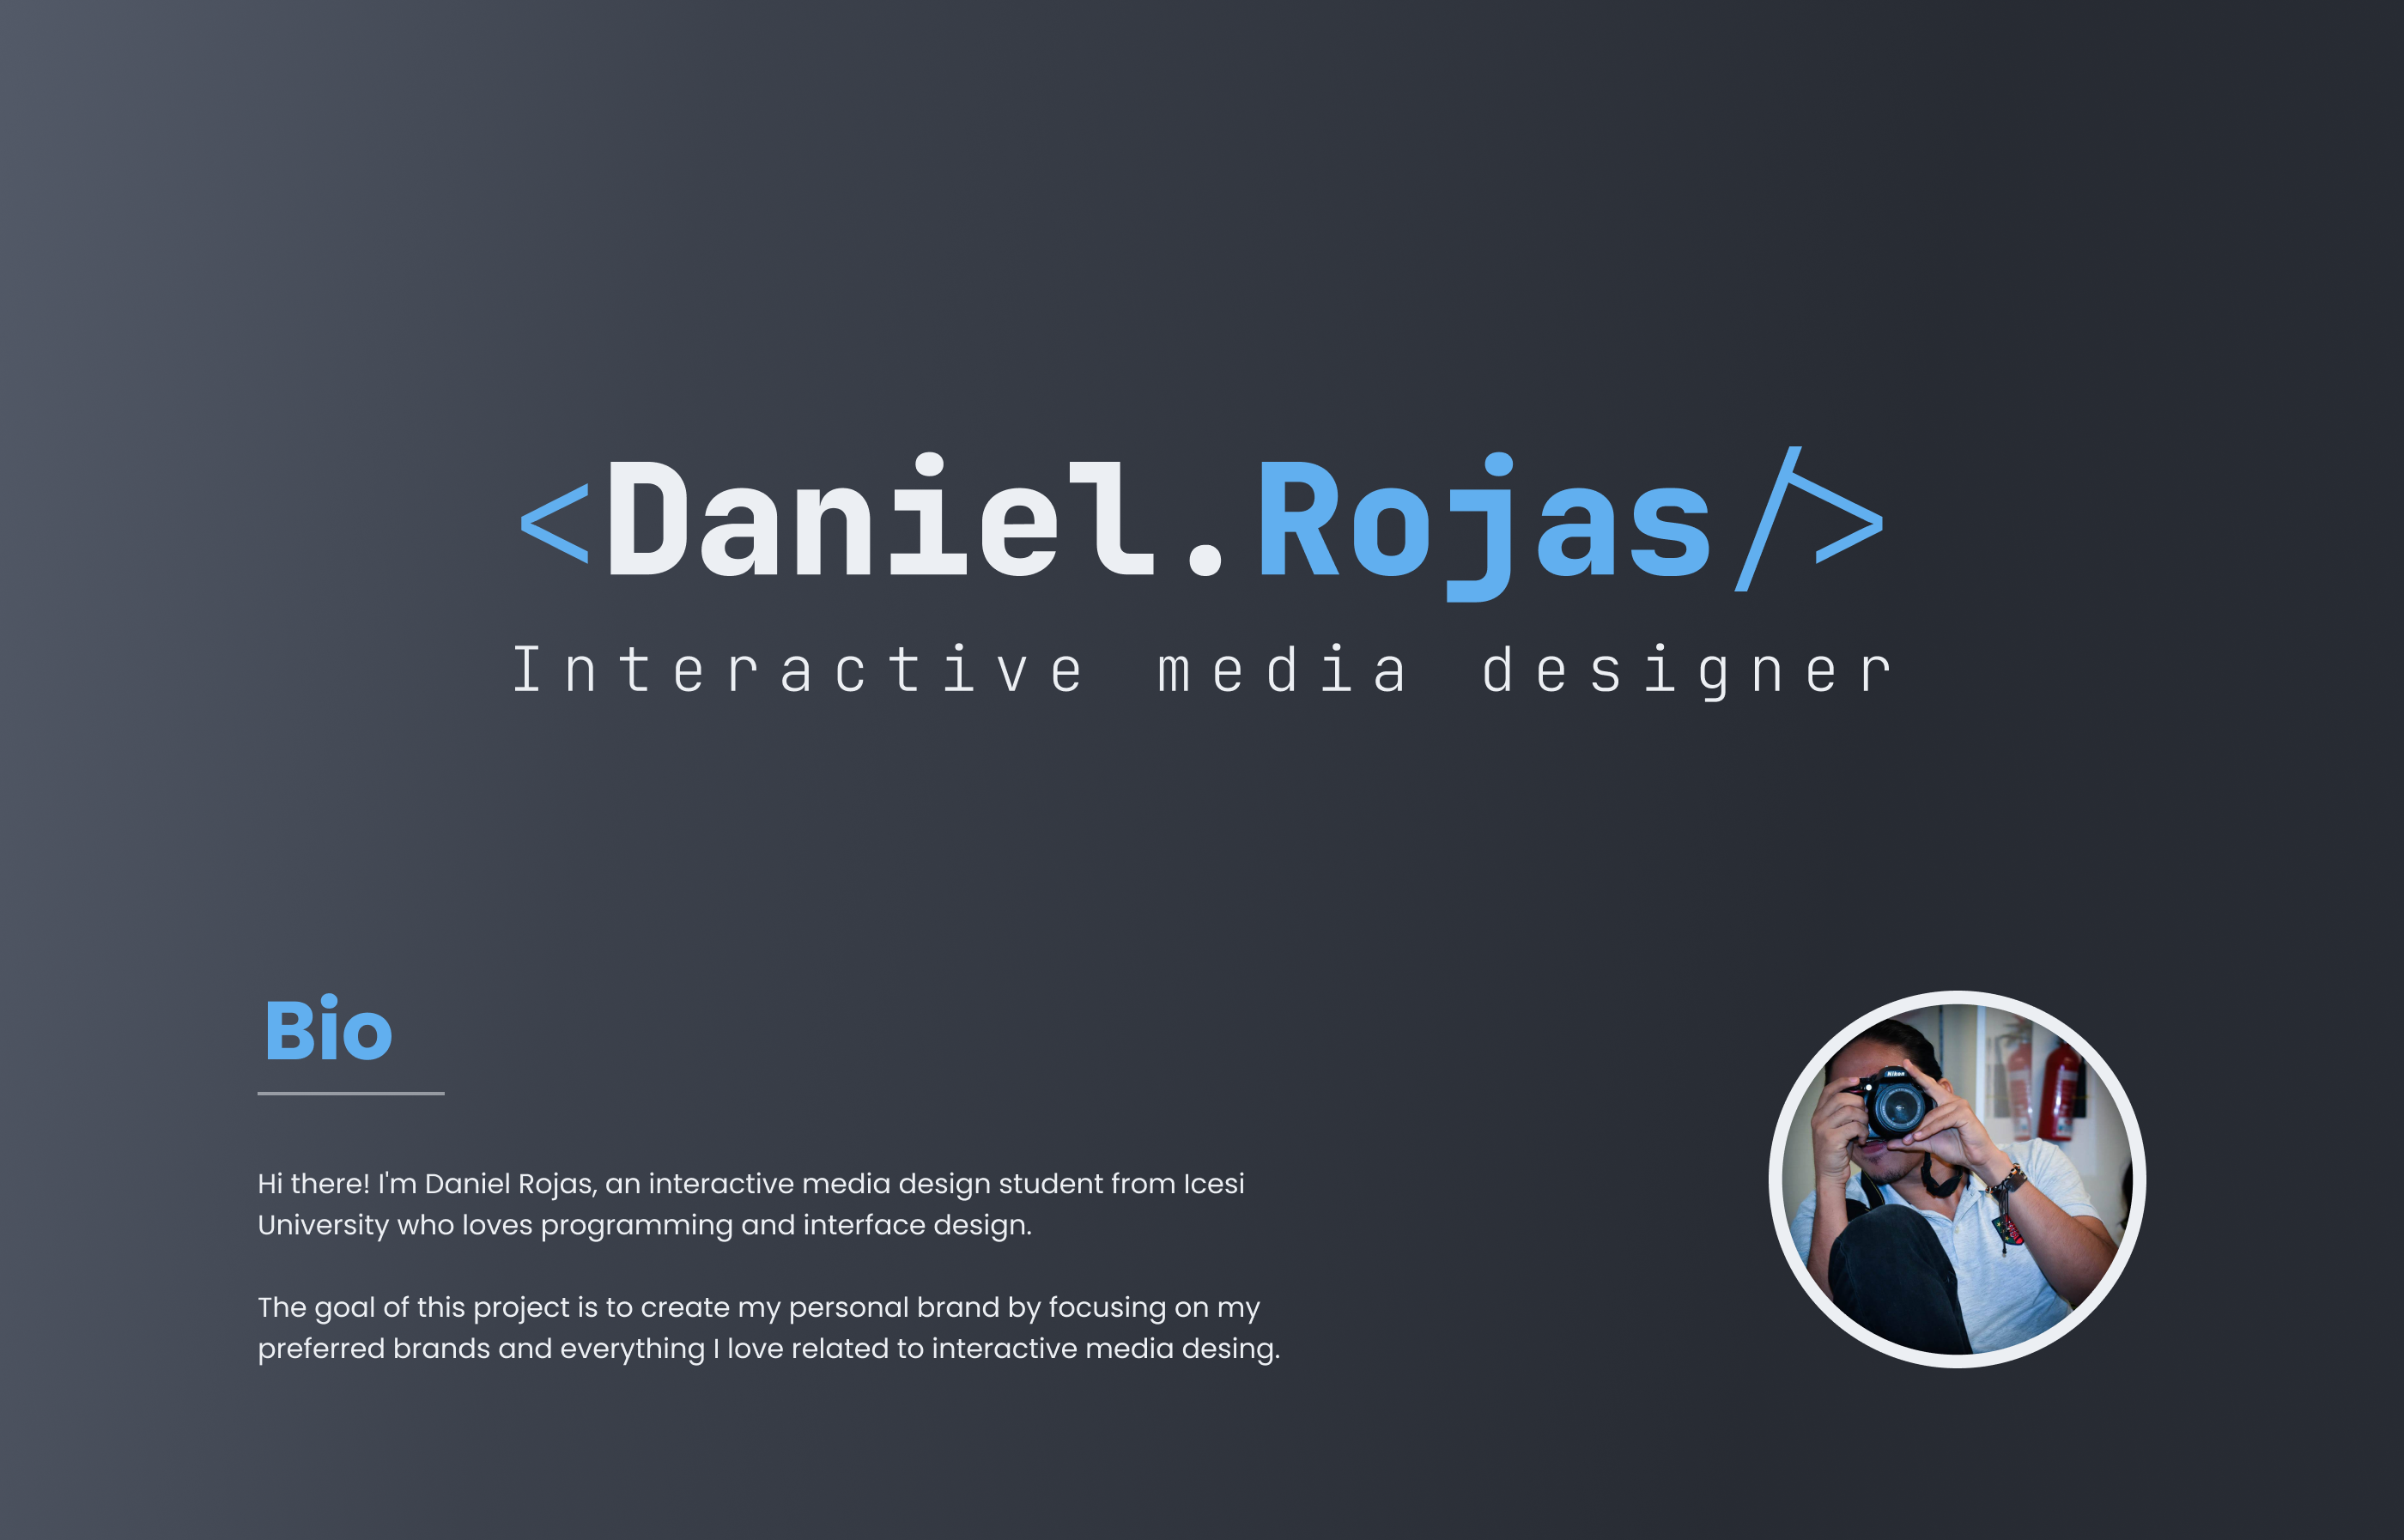 <Daniel.Rojas/>
Interactive media designer
Bio
Hi there! I'm Daniel Rojas, an interactive media design student from Icesi
University who loves programming and interface design.
The goal of this project is to create my personal brand by focusing on my
preferred brands and everything I love related to interactive media desing.
Nikon